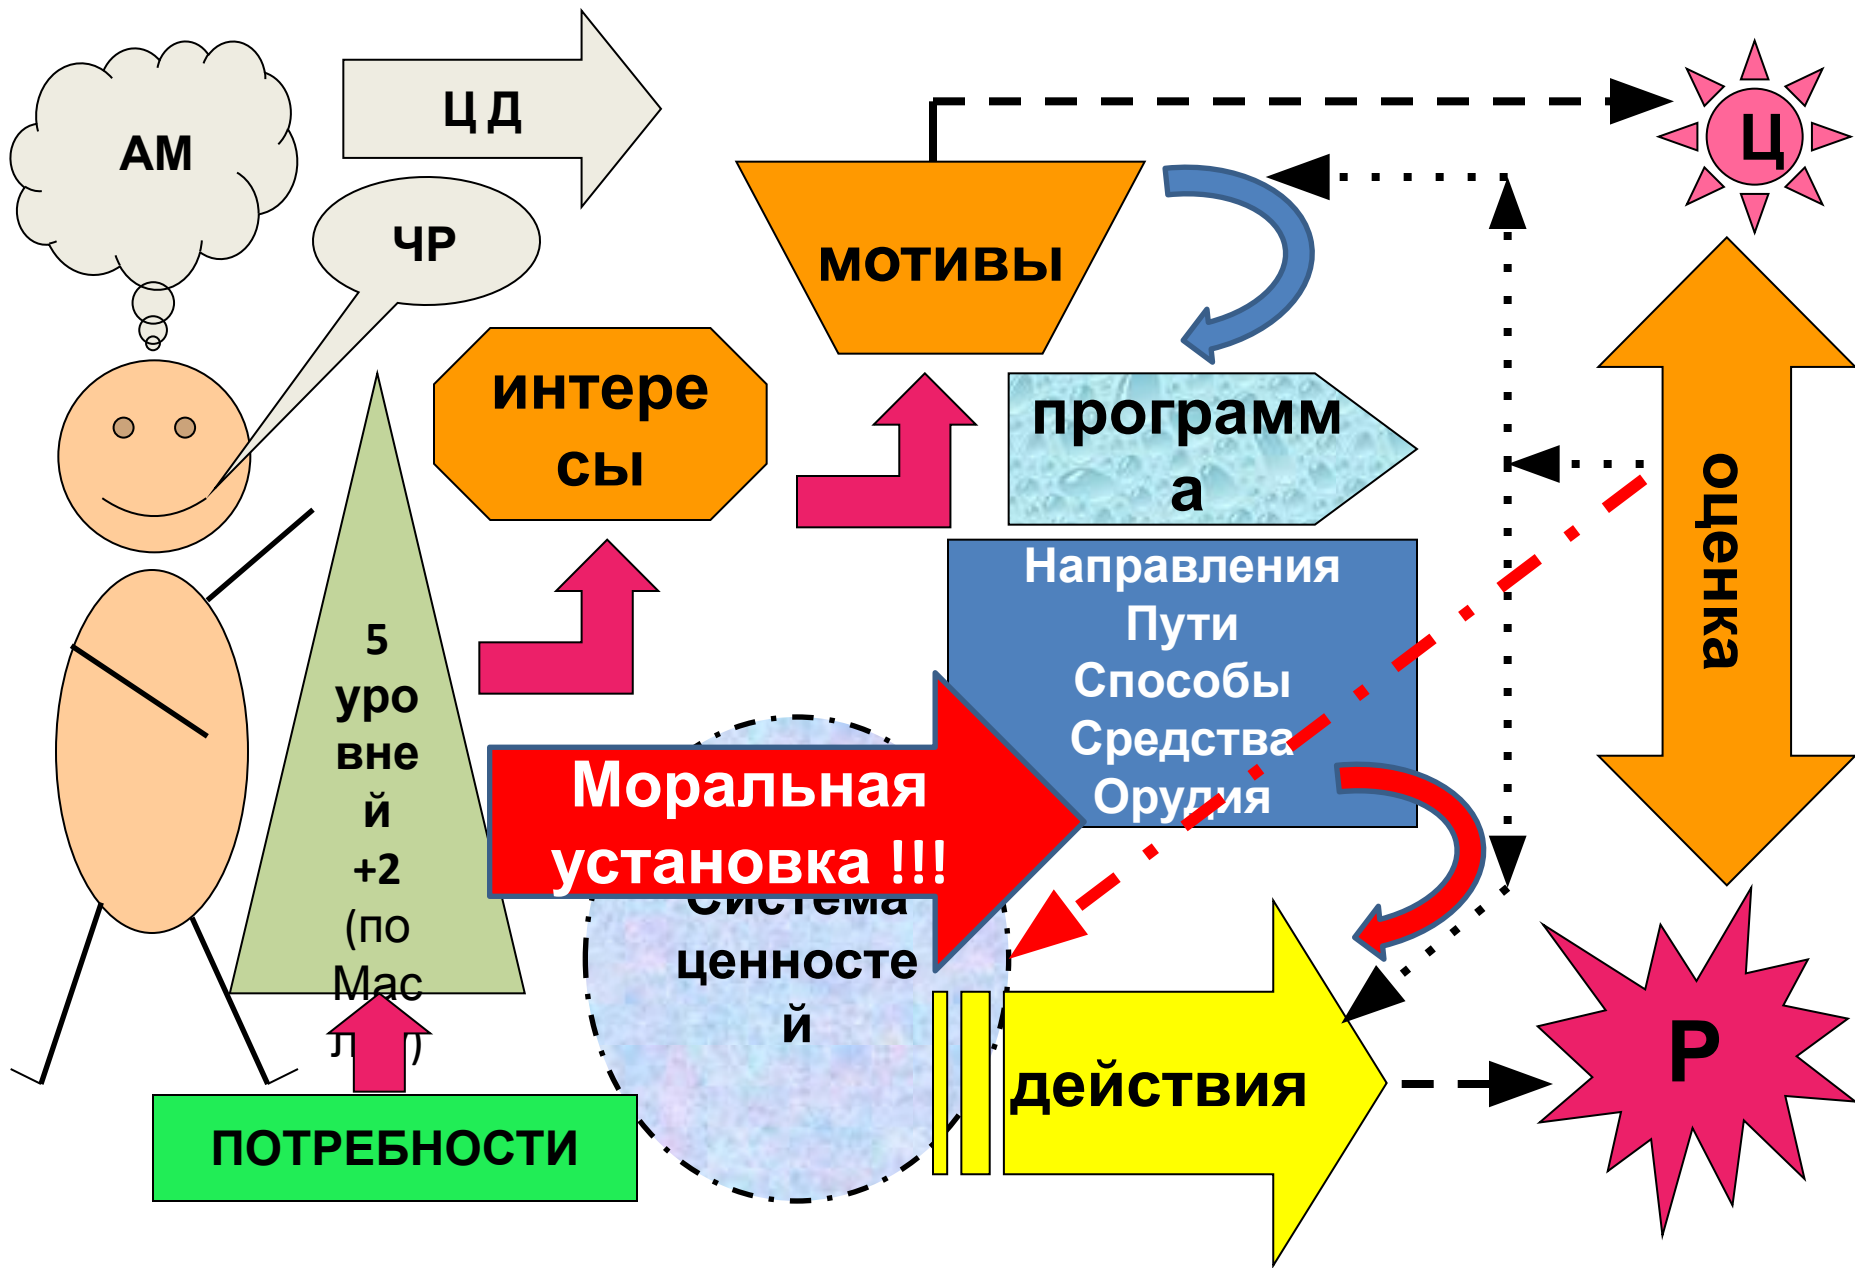 АМ
Ц Д
ЧР
Ц
мотивы
интере
сы
программ
а
оценка
Направления
Пути
Способы
Средства
Орудия
5
уро
вне
й
+2
(по
Мас
Моральная
установка !!!
Система
ценносте
й
действия
Р
ПОТРЕБНОСТИ